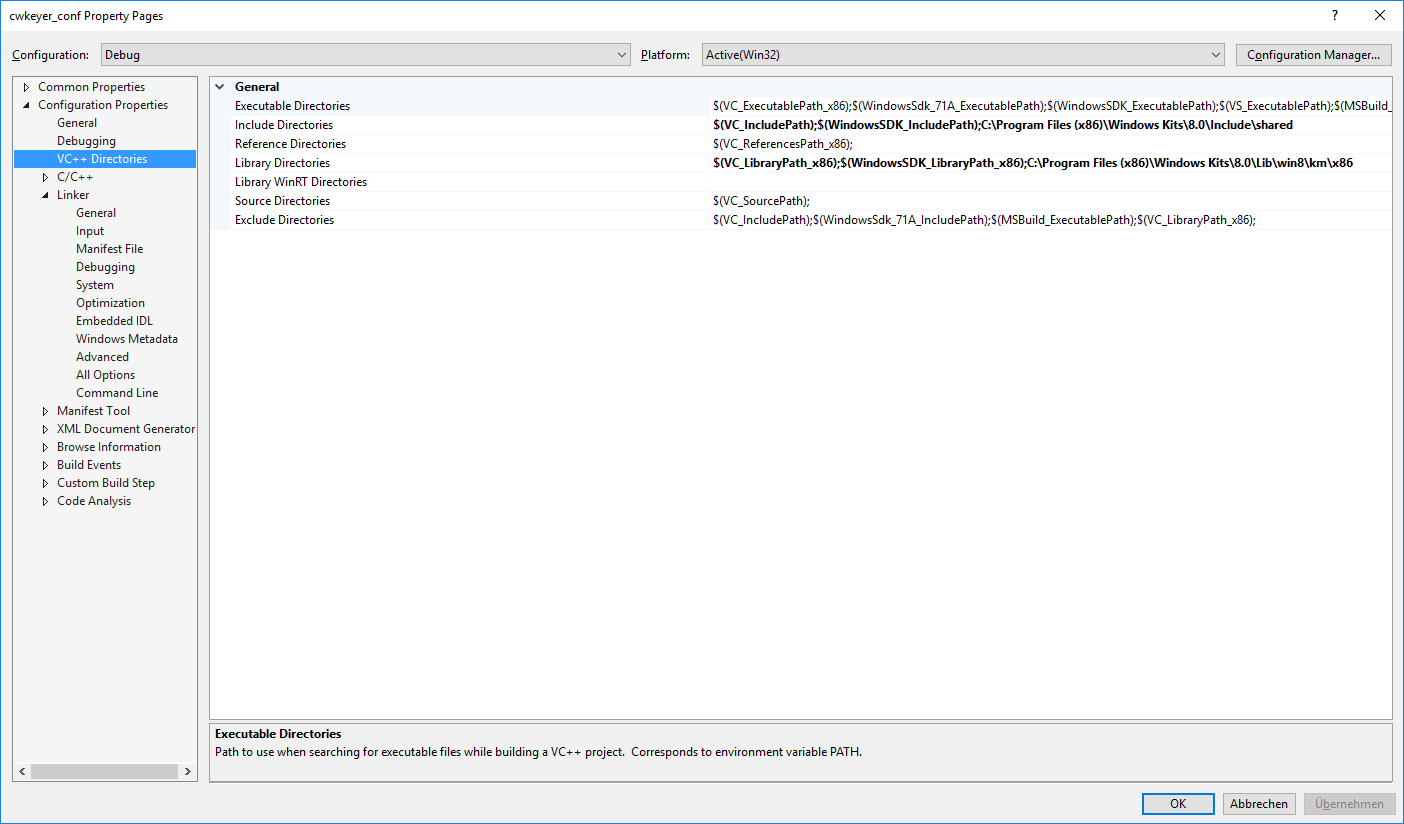 cwkeyer_conf Property Pages
?
Configuration: Debug Platform: Active(Win32) Configuration Manager...
Common Properties
Configuration Properties
General
Debugging
VC++ Directories
C/C++
Linker
General
Input
Manifest File
Debugging
System
Optimization
Embedded IDL
Windows Metadata
Advanced
All Options
Command Line
Manifest Tool
XML Document Generator
Browse Information
Build Events
Custom Build Step
Code Analysis
General
Executable Directories $(VC_ExecutablePath_x86);$(WindowsSdk_71A_ExecutablePath);$(WindowsSDK_ExecutablePath);$(VS_ExecutablePath);$(MSBuild_
Include Directories $(VC_IncludePath);$(WindowsSDK_IncludePath);C:\Program Files (x86)\Windows Kits\8.0\Include\shared
Reference Directories $(VC_ReferencesPath_x86);
Library Directories $(VC_LibraryPath_x86);$(WindowsSDK_LibraryPath_x86);C:\Program Files (x86)\Windows Kits\8.0\Lib\win8\km\x86
Library WinRT Directories
Source Directories $(VC_SourcePath);
Exclude Directories $(VC_IncludePath);$(WindowsSdk_71A_IncludePath);$(MSBuild_ExecutablePath);$(VC_LibraryPath_x86);
Executable Directories
Path to use when searching for executable files while building a VC++ project.  Corresponds to environment variable PATH.
OK Abbrechen Übernehmen